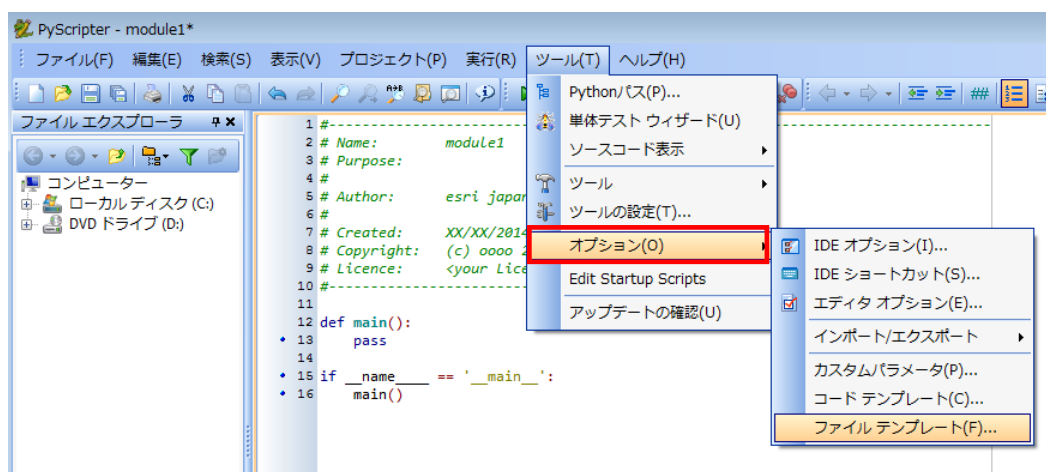 PyScripter - module1*
ファイル(F) 編集(E) 検索(S) 表示(V) プロジェクト(P) 実行(R) ツール(T) ヘルプ(H)
ファイル エクスプローラ
コンピューター
ローカル ディスク (C:)
DVD ドライブ (D:)
1 #------------------------------
2 # Name: module1
3 # Purpose:
4 #
5 # Author: esri japan
6 #
7 # Created: XX/XX/2014
8 # Copyright: (c) oooo 2
9 # Licence: <your Lice
10 #------------------------------
11
12 def main():
13 pass
14
15 if __name____ == '__main__':
16 main()
Pythonパス(P)...
単体テスト ウィザード(U)
ソースコード表示
ツール
ツールの設定(T)...
オプション(O)
Edit Startup Scripts
アップデートの確認(U)
IDE オプション(I)...
IDE ショートカット(S)...
エディタ オプション(E)...
インポート/エクスポート
カスタムパラメータ(P)...
コード テンプレート(C)...
ファイル テンプレート(F)...